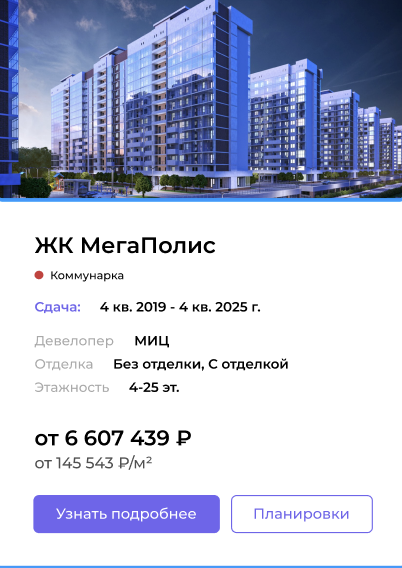 ЖК МегаПолис
Коммунарка
Сдача: 4 кв. 2019 - 4 кв. 2025 г.
Девелопер МИЦ
Отделка Без отделки, С отделкой
Этажность 4-25 эт.
от 6 607 439 ₽
от 145 543 ₽/м²
Узнать подробнее Планировки